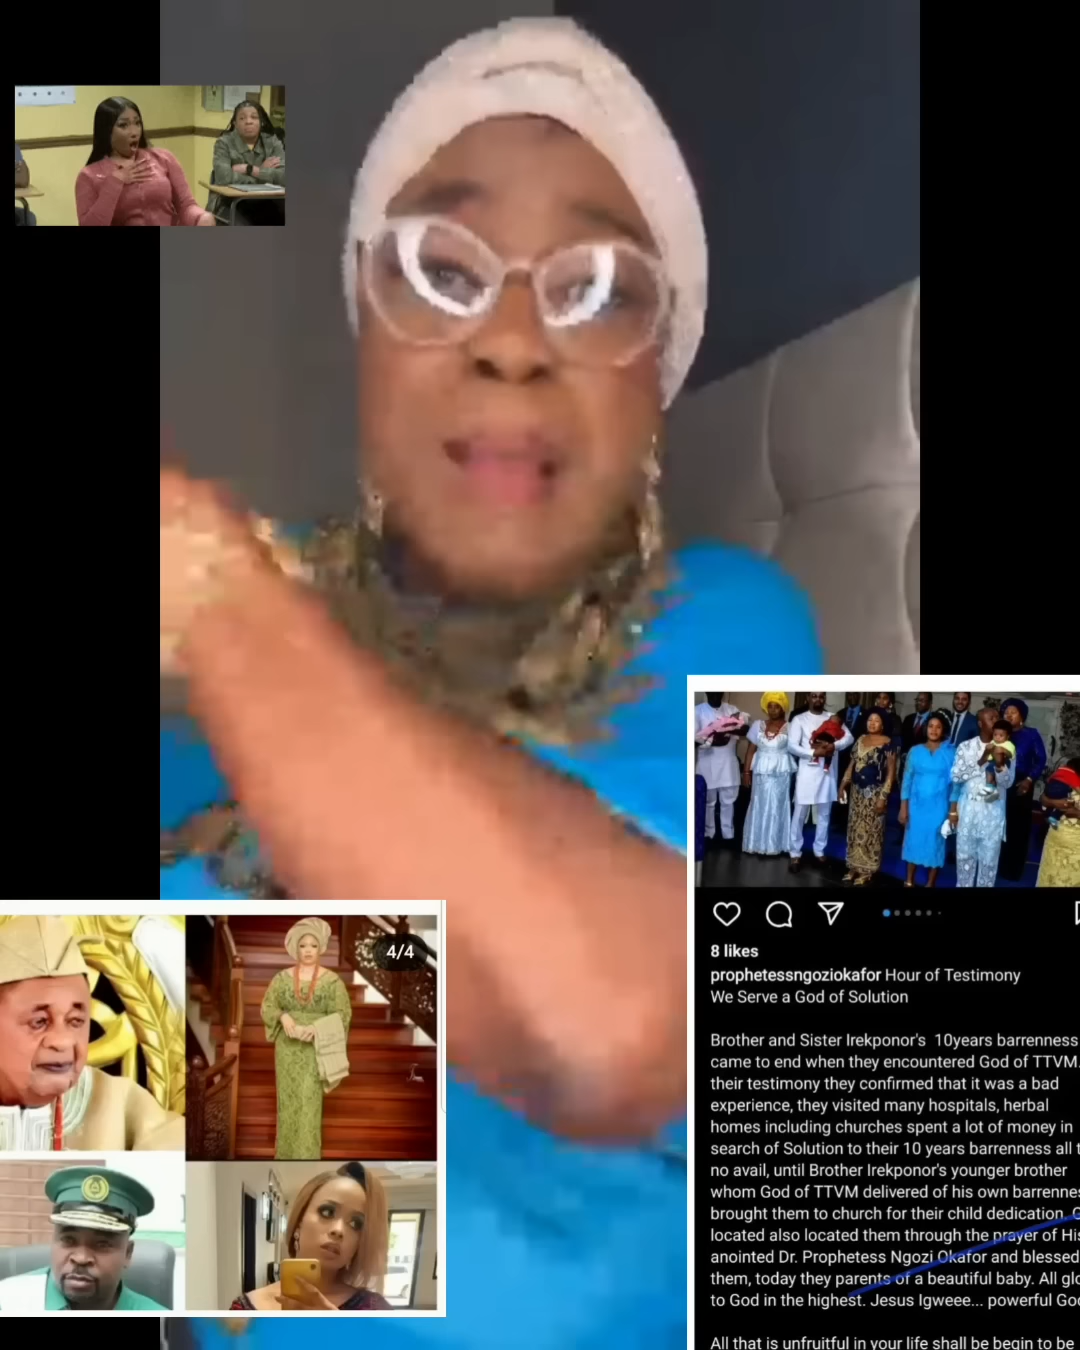 4/4
8 likes
prophetessngoziokafor Hour of Testimony
We Serve a God of Solution
Brother and Sister Irekponor's 10years barrenness
came to end when they encountered God of TTVM.
their testimony they confirmed that it was a bad
experience, they visited many hospitals, herbal
homes including churches spent a lot of money in
search of Solution to their 10 years barrenness all
no avail, until Brother Irekponor's younger brother
whom God of TTVM delivered of his own
brought them to church for their child dedication.
located also located them through the prayer of
anointed Dr. Prophetess Ngozi Okafor and blessed
them, today they parents of a beautiful baby. All
to God in the highest. Jesus Igweee... powerful
All that is unfruitful in your life shall be begin to be